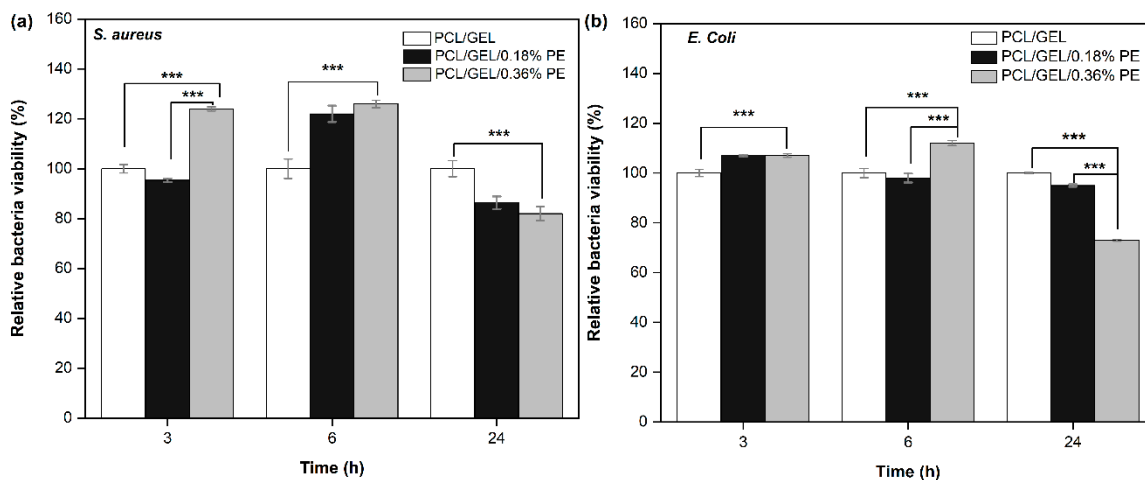 (a)
S. aureus
PCL/GEL
PCL/GEL/0.18% PE
PCL/GEL/0.36% PE
***
***
***
***
Relative bacteria viability (%)
160
140
120
100
80
60
40
20
0
3
6
24
Time (h)
(b)
E. Coli
PCL/GEL
PCL/GEL/0.18% PE
PCL/GEL/0.36% PE
***
***
***
***
***
Relative bacteria viability (%)
160
140
120
100
80
60
40
20
0
3
6
24
Time (h)